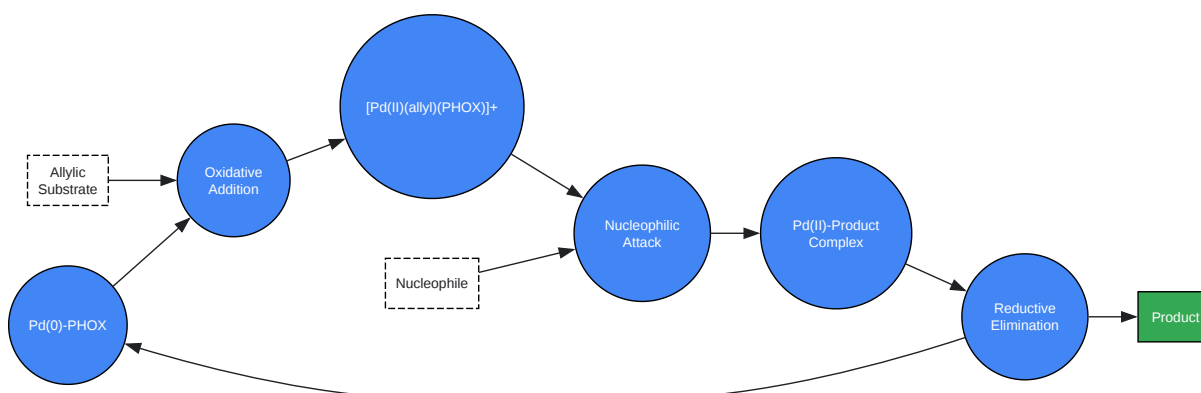 [Pd(II)(allyl)(PHOX)]+
Allylic
Substrate
Oxidative
Addition
Nucleophilic
Attack
Pd(II)-Product
Complex
Nucleophile
Pd(0)-PHOX
Reductive
Elimination
Product